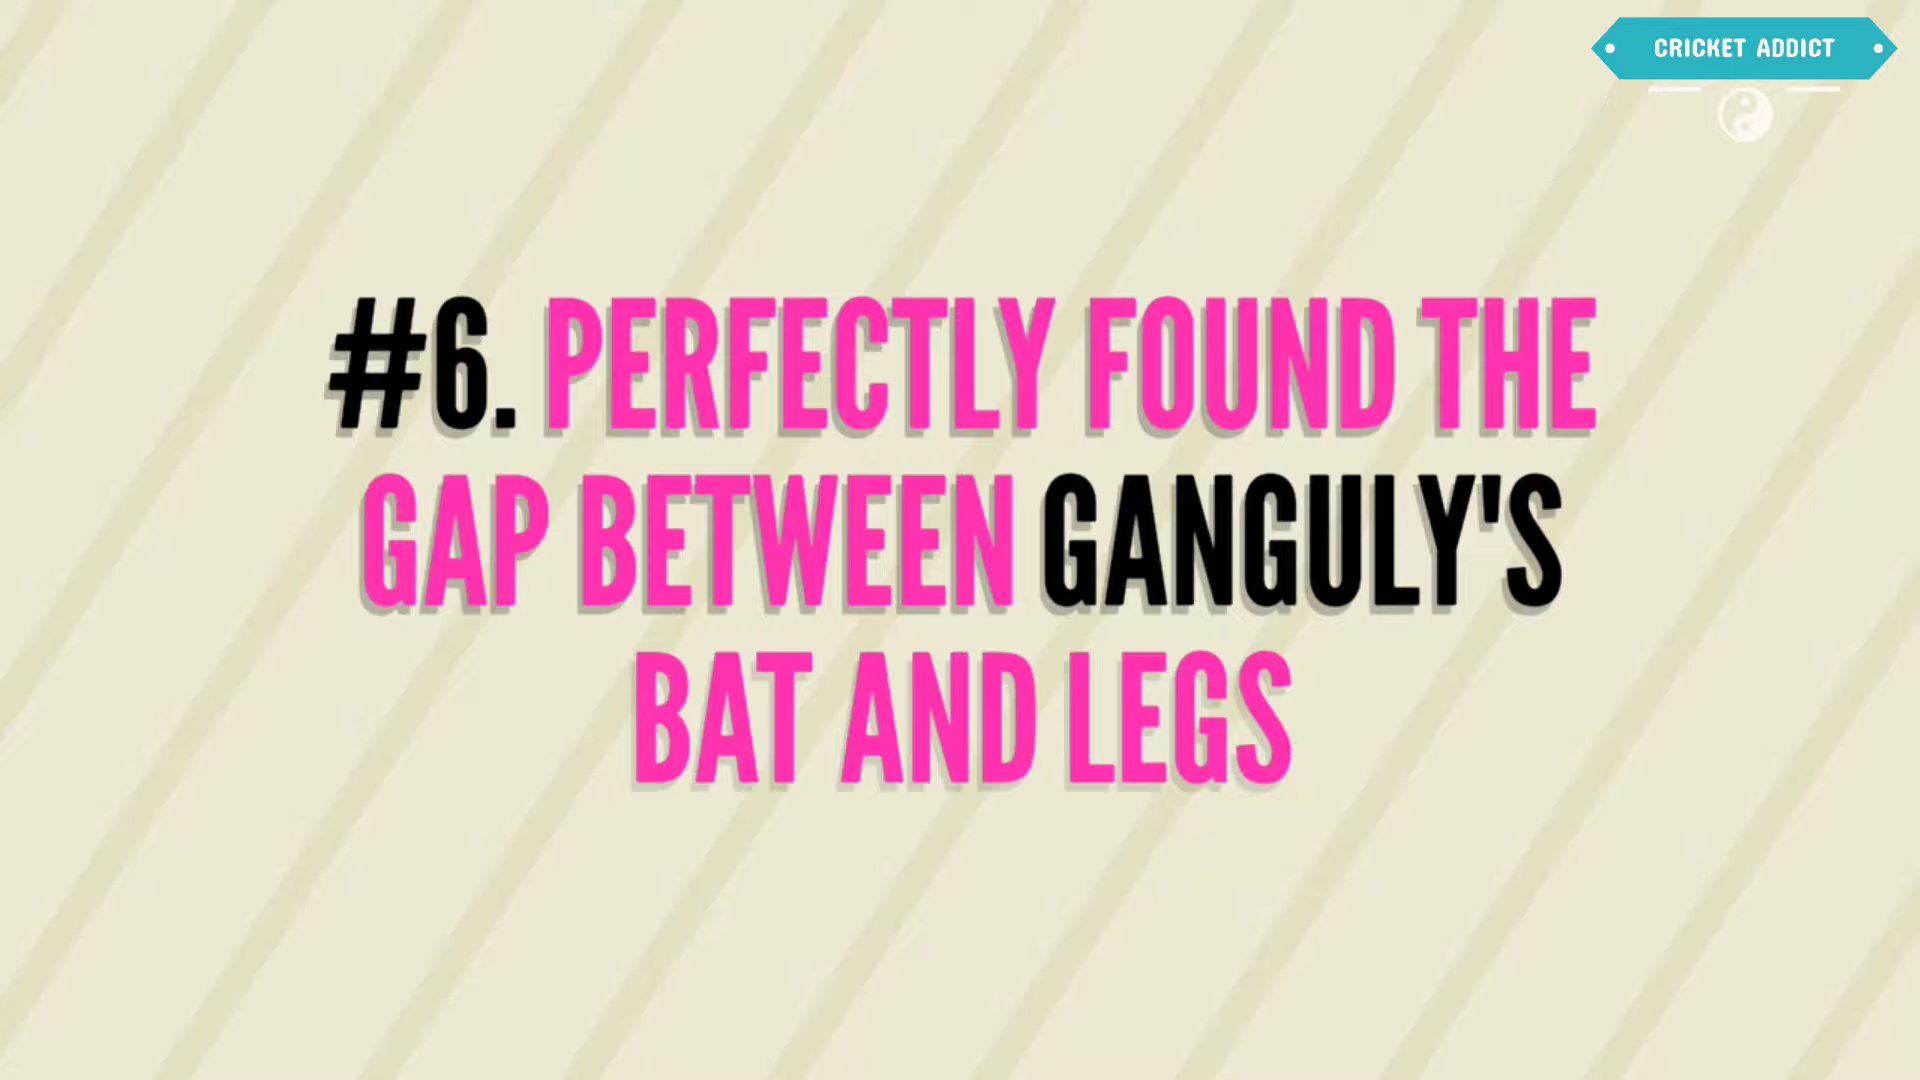 CRICKET ADDICT
#6. PERFECTLY FOUND THE
GAP BETWEEN GANGULY'S
BAT AND LEGS